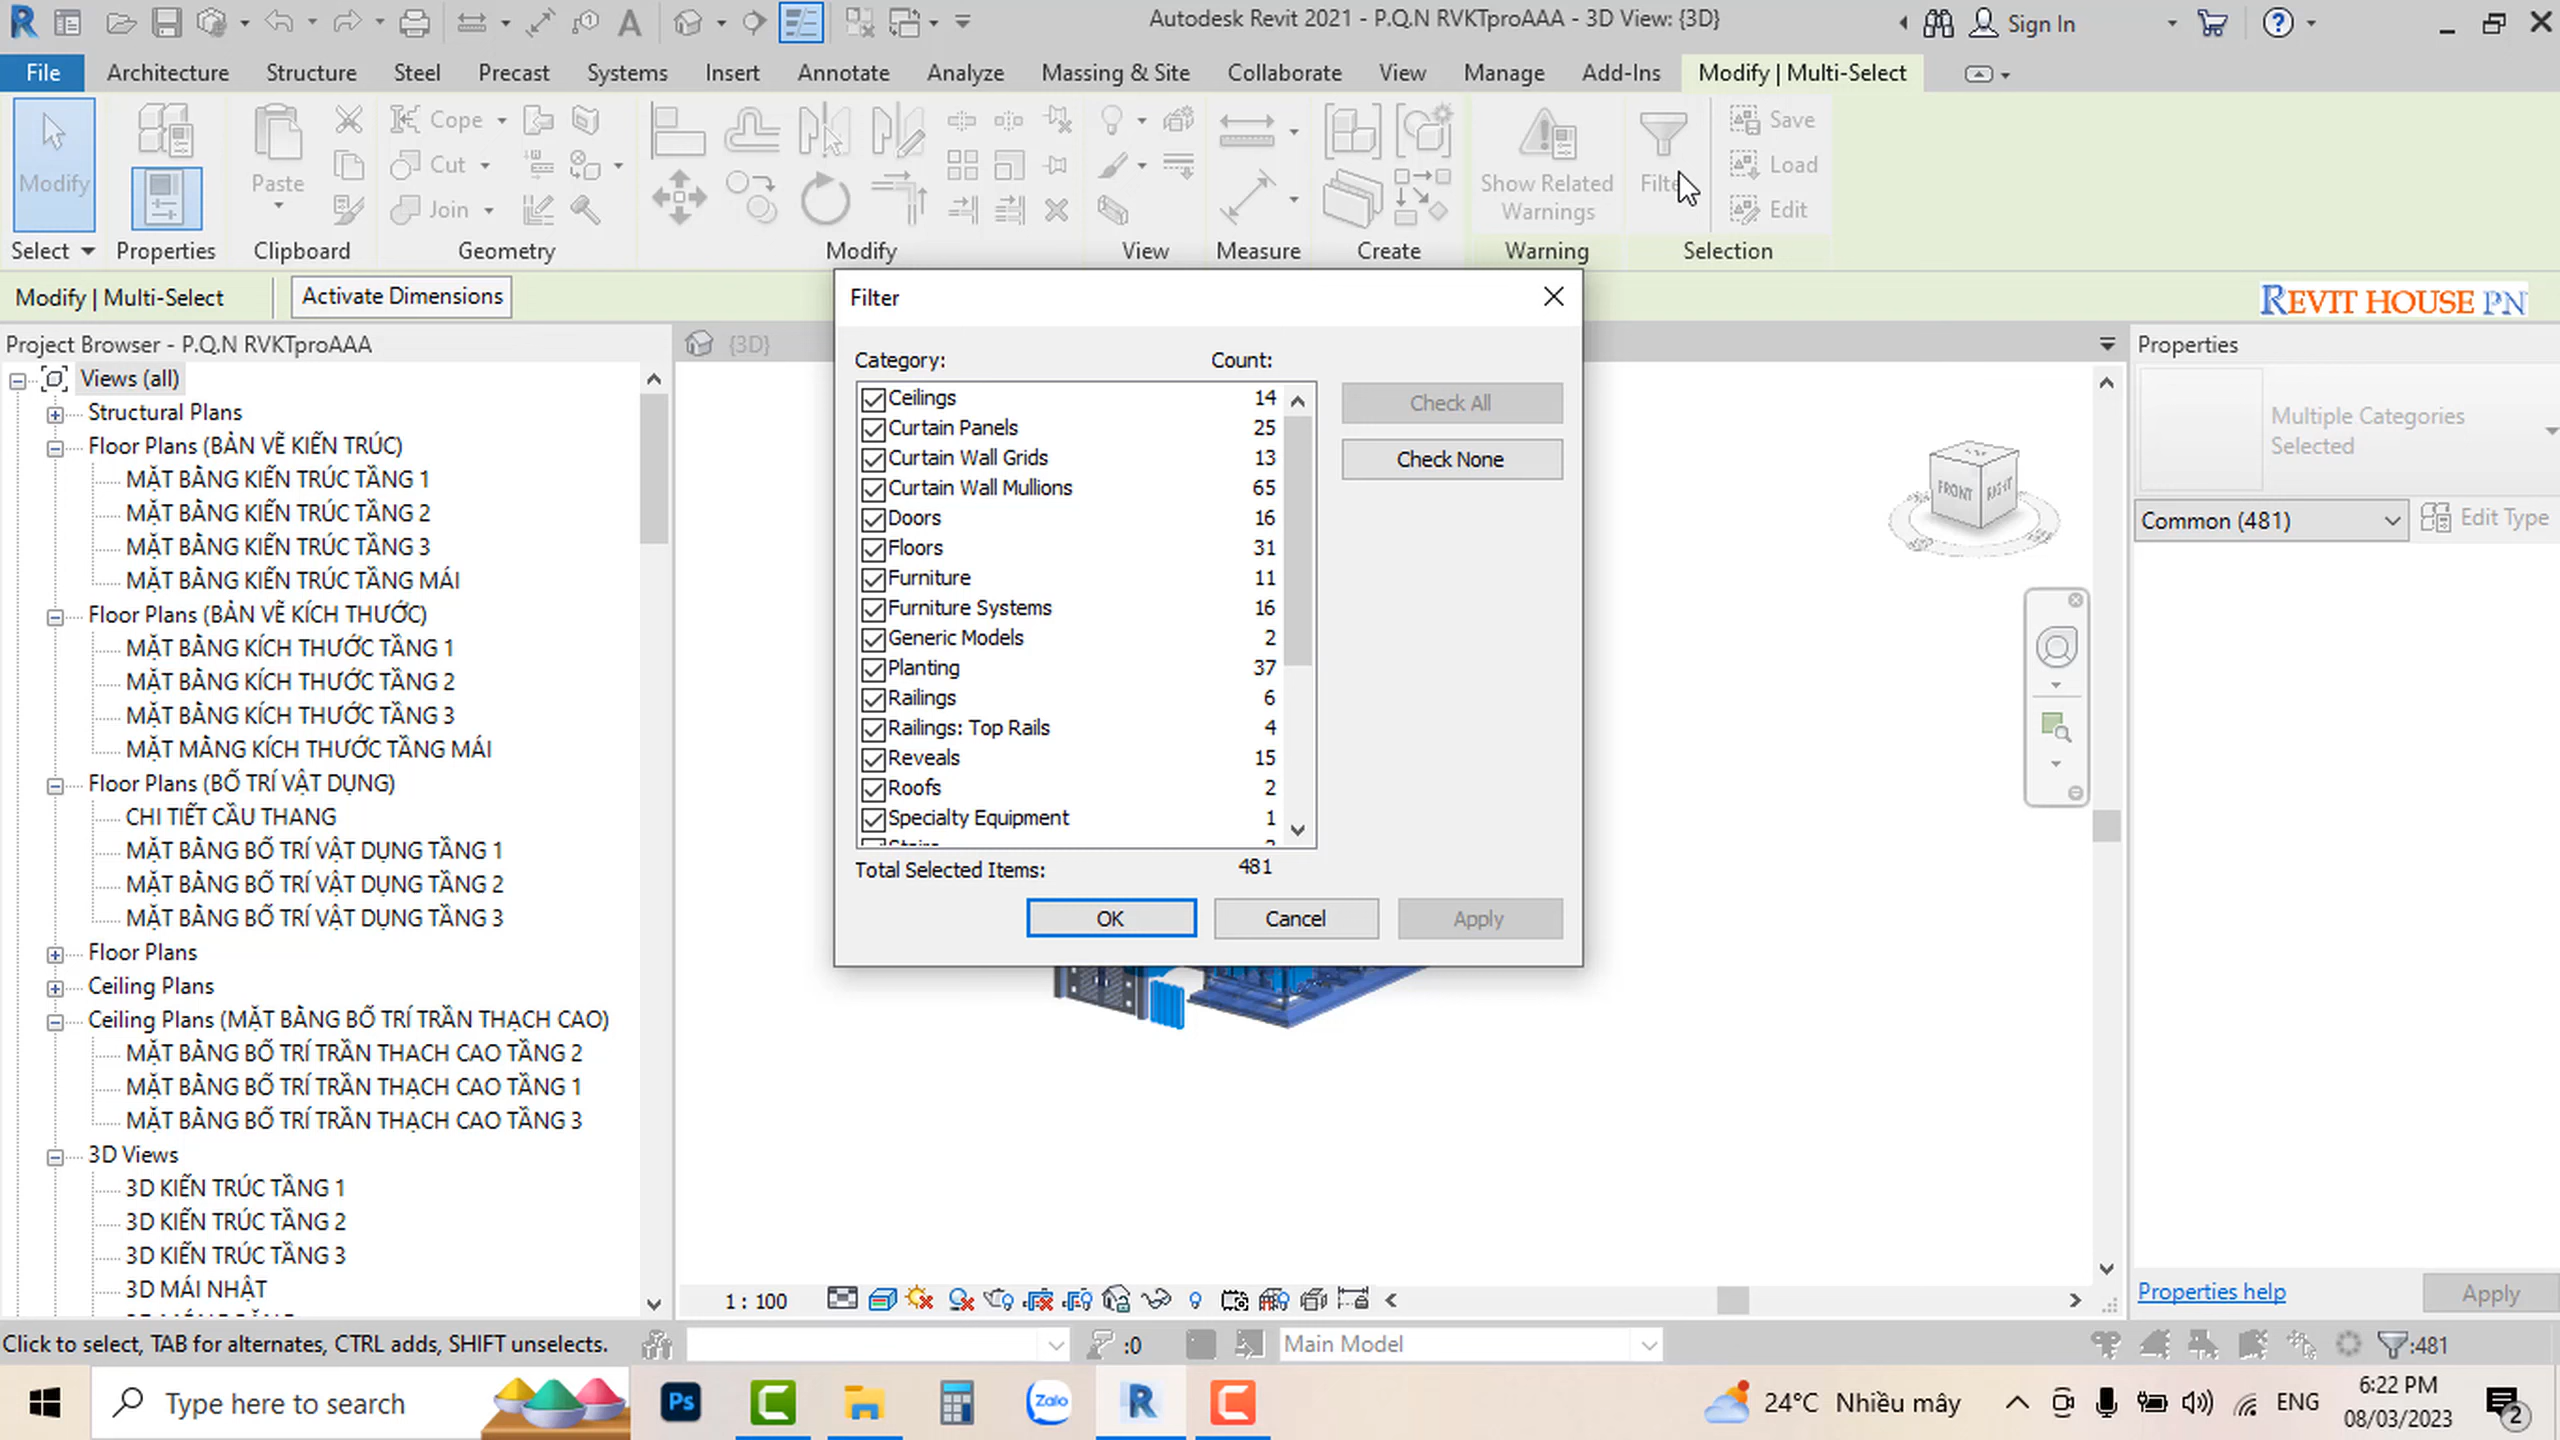 Autodesk Revit 2021 - P.Q.N RVKTproAAA - 3D View: {3D}
Sign In
File Architecture Structure Steel Precast Systems Insert Annotate Analyze Massing & Site Collaborate View Manage Add-Ins Modify | Multi-Select
Modify
Paste
Cope
Cut
Join
Show Related Warnings
Save
Load
Edit
Select Properties Clipboard Geometry Modify View Measure Create Warning Selection
Modify | Multi-Select
Activate Dimensions
REVIT HOUSE PN
Project Browser - P.Q.N RVKTproAAA
Views (all)
Structural Plans
Floor Plans (BẢN VẼ KIẾN TRÚC)
MẶT BẰNG KIẾN TRÚC TẦNG 1
MẶT BẰNG KIẾN TRÚC TẦNG 2
MẶT BẰNG KIẾN TRÚC TẦNG 3
MẶT BẰNG KIẾN TRÚC TẦNG MÁI
Floor Plans (BẢN VẼ KÍCH THƯỚC)
MẶT BẰNG KÍCH THƯỚC TẦNG 1
MẶT BẰNG KÍCH THƯỚC TẦNG 2
MẶT BẰNG KÍCH THƯỚC TẦNG 3
MẶT MẰNG KÍCH THƯỚC TẦNG MÁI
Floor Plans (BỐ TRÍ VẬT DỤNG)
CHI TIẾT CẦU THANG
MẶT BẰNG BỐ TRÍ VẬT DỤNG TẦNG 1
MẶT BẰNG BỐ TRÍ VẬT DỤNG TẦNG 2
MẶT BẰNG BỐ TRÍ VẬT DỤNG TẦNG 3
Floor Plans
Ceiling Plans
Ceiling Plans (MẶT BẰNG BỐ TRÍ TRẦN THẠCH CAO)
MẶT BẰNG BỐ TRÍ TRẦN THACH CAO TẦNG 2
MẶT BẰNG BỐ TRÍ TRẦN THẠCH CAO TẦNG 1
MẶT BẰNG BỐ TRÍ TRẦN THẠCH CAO TẦNG 3
3D Views
3D KIẾN TRÚC TẦNG 1
3D KIẾN TRÚC TẦNG 2
3D KIẾN TRÚC TẦNG 3
3D MÁI NHẬT
{3D}
Filter
Category: Count:
Ceilings 14
Curtain Panels 25
Curtain Wall Grids 13
Curtain Wall Mullions 65
Doors 16
Floors 31
Furniture 11
Furniture Systems 16
Generic Models 2
Planting 37
Railings 6
Railings: Top Rails 4
Reveals 15
Roofs 2
Specialty Equipment 1
Check All
Check None
Total Selected Items: 481
OK Cancel Apply
FRONT RIGHT
Properties
Multiple Categories
Selected
Common (481) Edit Type
Properties help Apply
1 : 100
Click to select, TAB for alternates, CTRL adds, SHIFT unselects. :0 Main Model :481
Type here to search
Ps
Zalo
24°C Nhiều mây
ENG
6:22 PM
08/03/2023
2